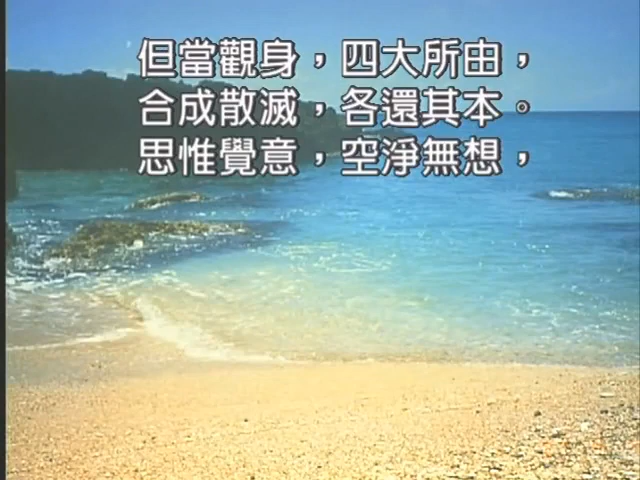 但當觀身，四大所由，
合成散滅，各還其本。
思惟覺意，空淨無想，